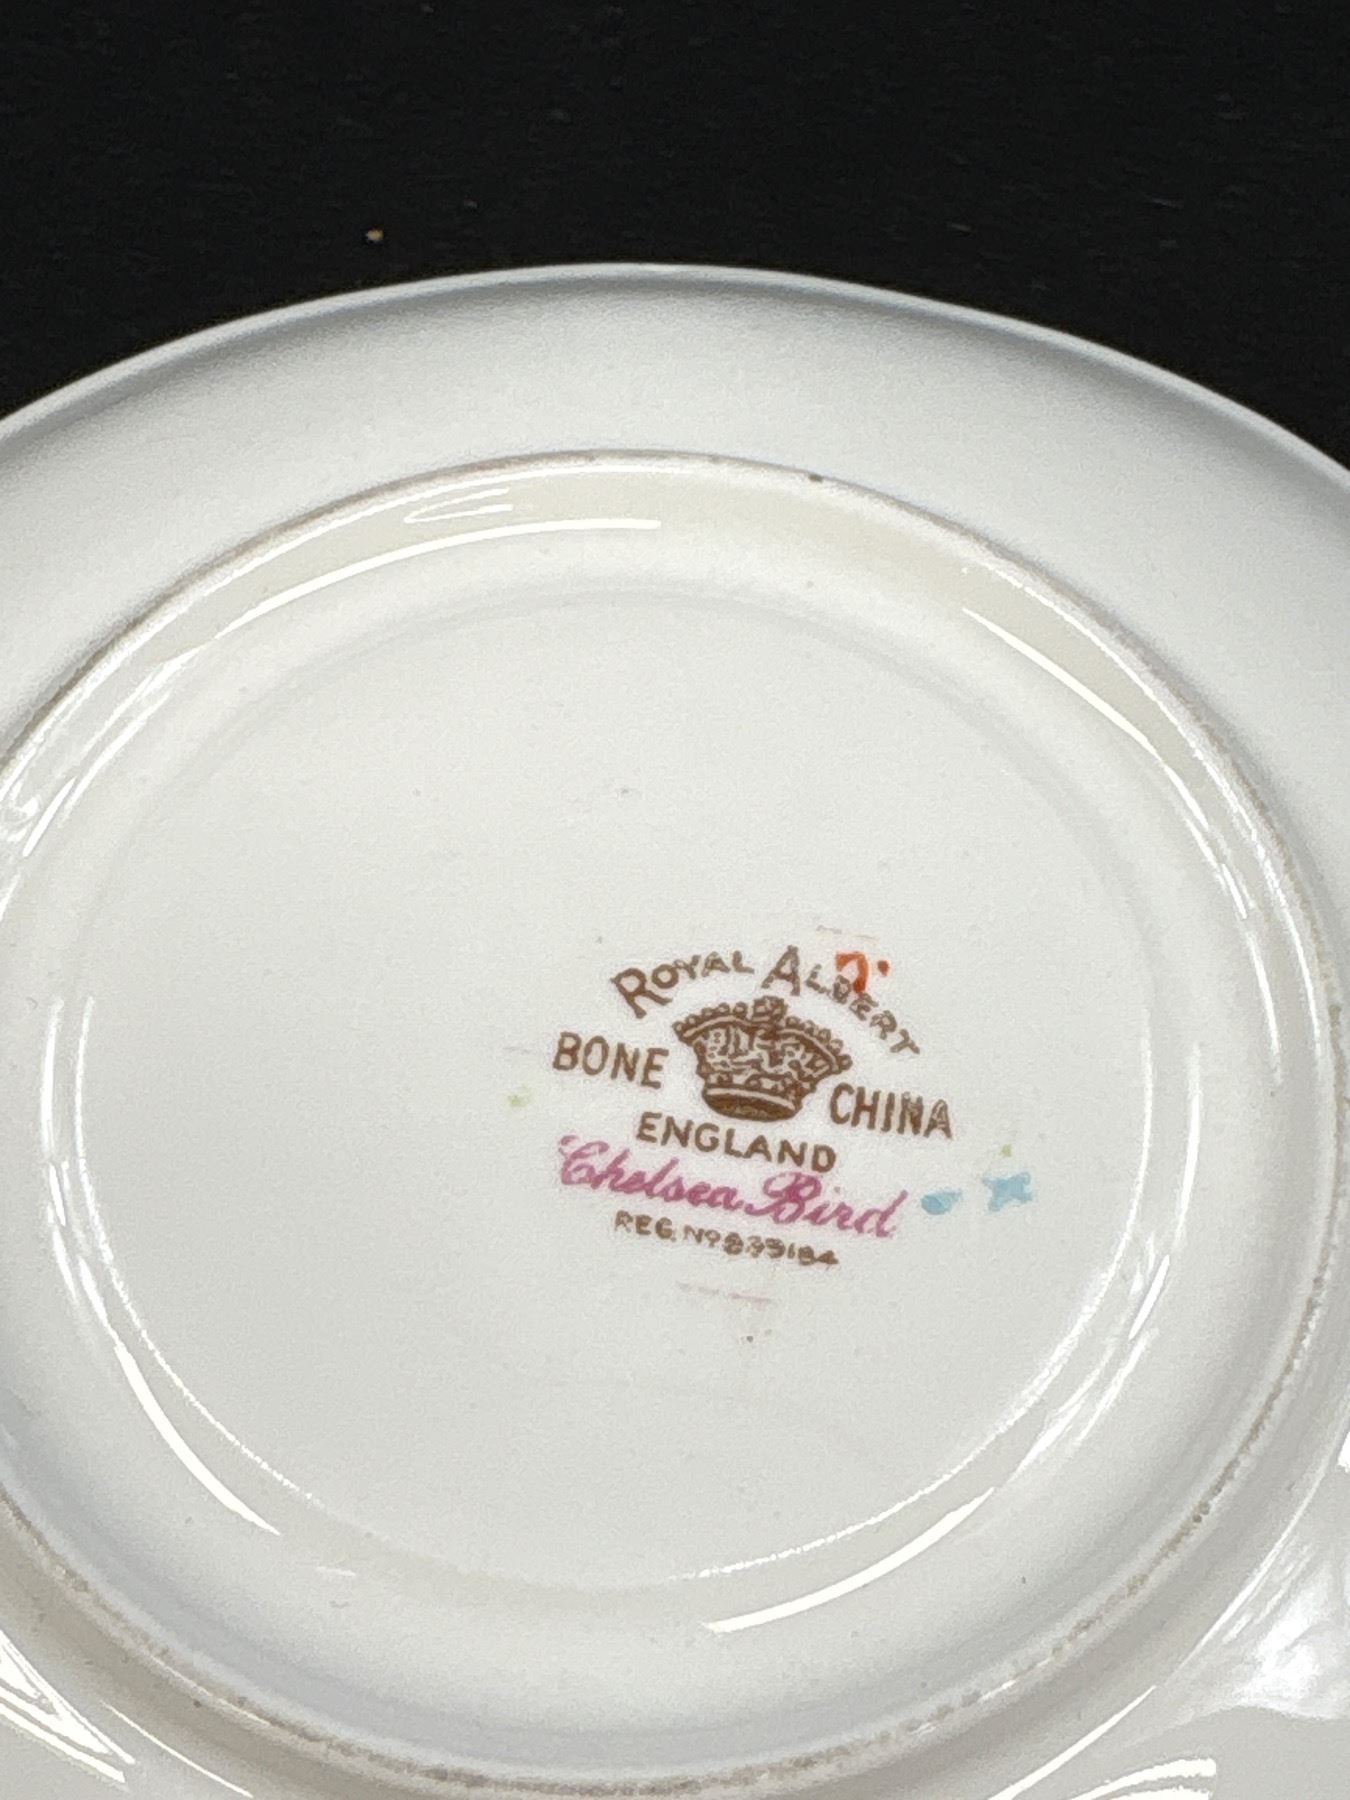 ROYAL ALBERT
BONE CHINA
ENGLAND
"Chelsea Bird
REG. Nº 835184